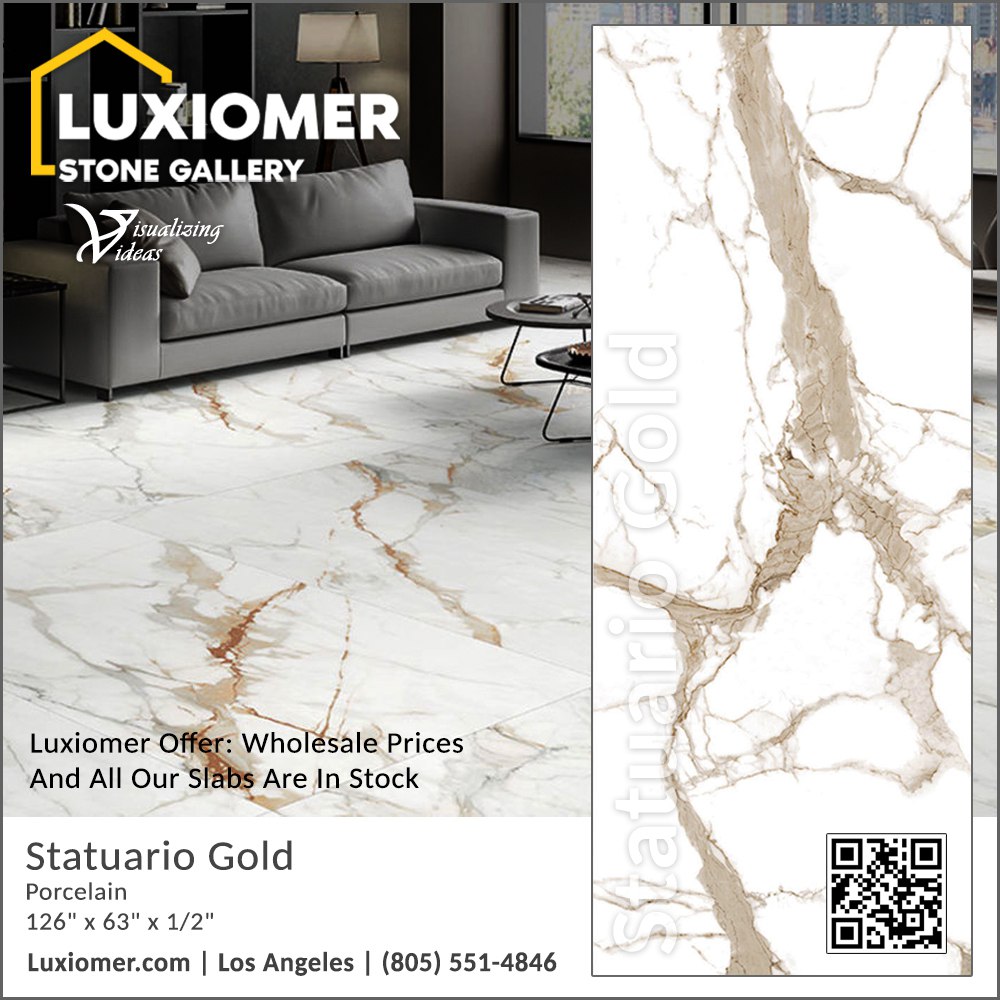 LUXIOMER
STONE GALLERY
Visualizing
Videas
Statuario Gold
Luxiomer Offer: Wholesale Prices
And All Our Slabs Are In Stock
Statuario Gold
Porcelain
126" x 63" x 1/2"
Luxiomer.com | Los Angeles | (805) 551-4846